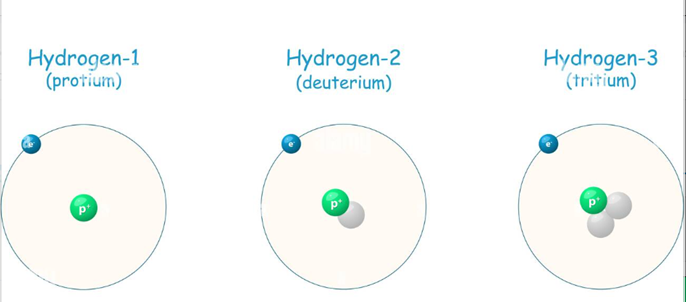 Hydrogen-1
(protium)
Hydrogen-2
(deuterium)
Hydrogen-3
(tritium)
e-
e-
e-
p+
p+
p+